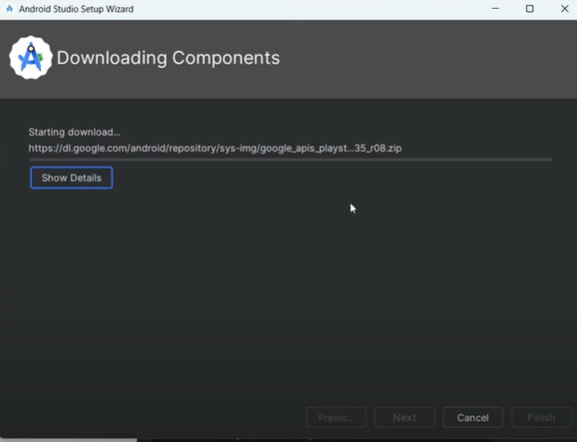 Android Studio Setup Wizard
Downloading Components
Starting download...
https://dl.google.com/android/repository/sys-img/google_apis_playst...35_r08.zip
Show Details
Previo...
Next
Cancel
Finish